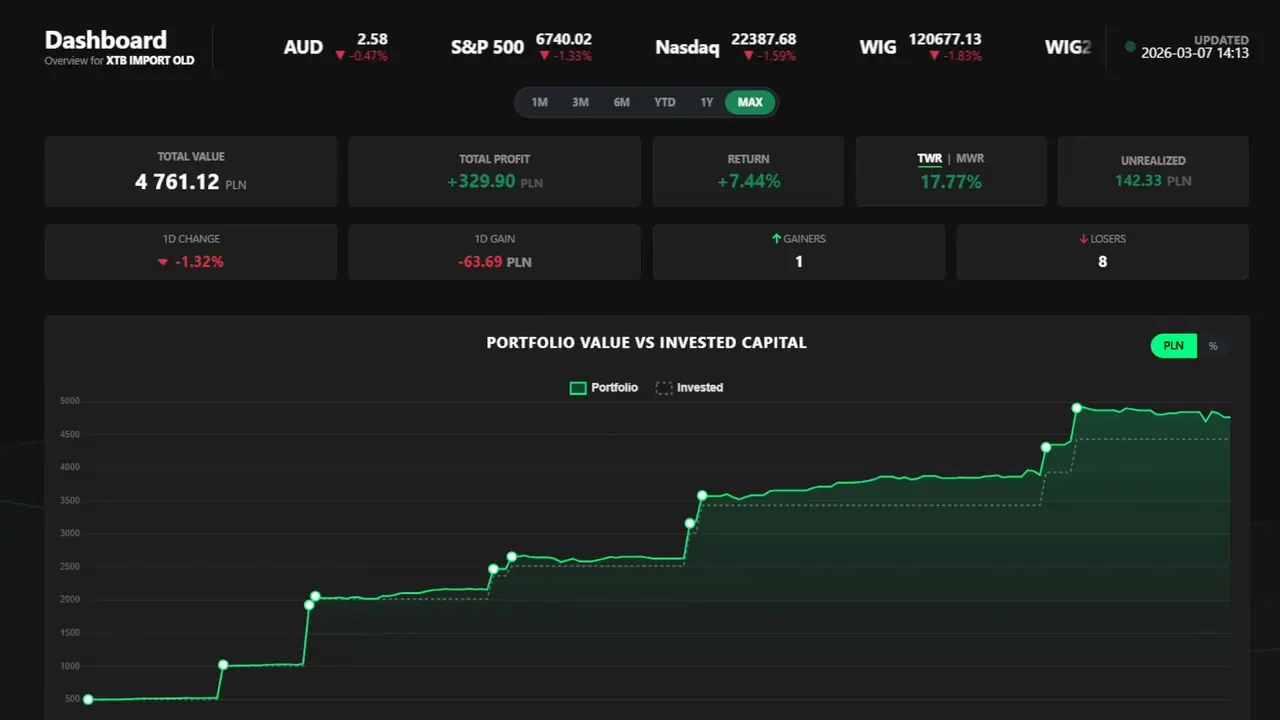 Dashboard
Overview for XTB IMPORT OLD
AUD 2.58 ▼ -0.47%
S&P 500 6740.02 ▼ -1.33%
Nasdaq 22387.68 ▼ -1.59%
WIG 120677.13 ▼ -1.83%
WIG2
UPDATED
2026-03-07 14:13
1M 3M 6M YTD 1Y MAX
TOTAL VALUE
4 761.12 PLN
TOTAL PROFIT
+329.90 PLN
RETURN
+7.44%
TWR | MWR
17.77%
UNREALIZED
142.33 PLN
1D CHANGE
▼ -1.32%
1D GAIN
-63.69 PLN
↑ GAINERS
1
↓ LOSERS
8
PORTFOLIO VALUE VS INVESTED CAPITAL
PLN %
Portfolio Invested
5000
4500
4000
3500
3000
2500
2000
1500
1000
500